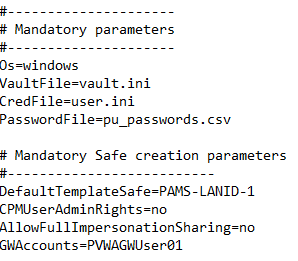 #---------------------
# Mandatory parameters
#---------------------
Os=windows
VaultFile=vault.ini
CredFile=user.ini
PasswordFile=pu_passwords.csv

# Mandatory Safe creation parameters
#--------------------------
DefaultTemplateSafe=PAMS-LANID-1
CPMUserAdminRights=no
AllowFullImpersonationSharing=no
GWAccounts=PVWAGWUser01